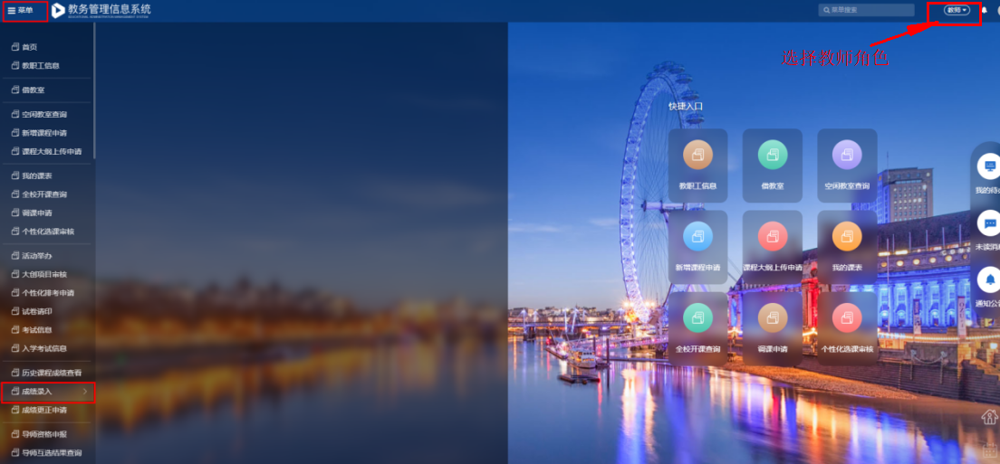 菜单
教务管理信息系统
EDUCATIONAL ADMINISTRATION MANAGEMENT SYSTEM
菜单搜索
教师
选择教师角色
首页
教职工信息
借教室
空闲教室查询
新增课程申请
课程大纲上传申请
我的课表
全校开课查询
调课申请
个性化选课审核
活动举办
大创项目审核
个性化排考申请
试卷请印
考试信息
入学考试信息
历史课程成绩查看
成绩录入
成绩更正申请
导师资格申报
导师互选结果查询
快捷入口
教职工信息
借教室
空闲教室查询
新增课程申请
课程大纲上传申请
我的课表
全校开课查询
调课申请
个性化选课审核
我的待
未读消
通知公